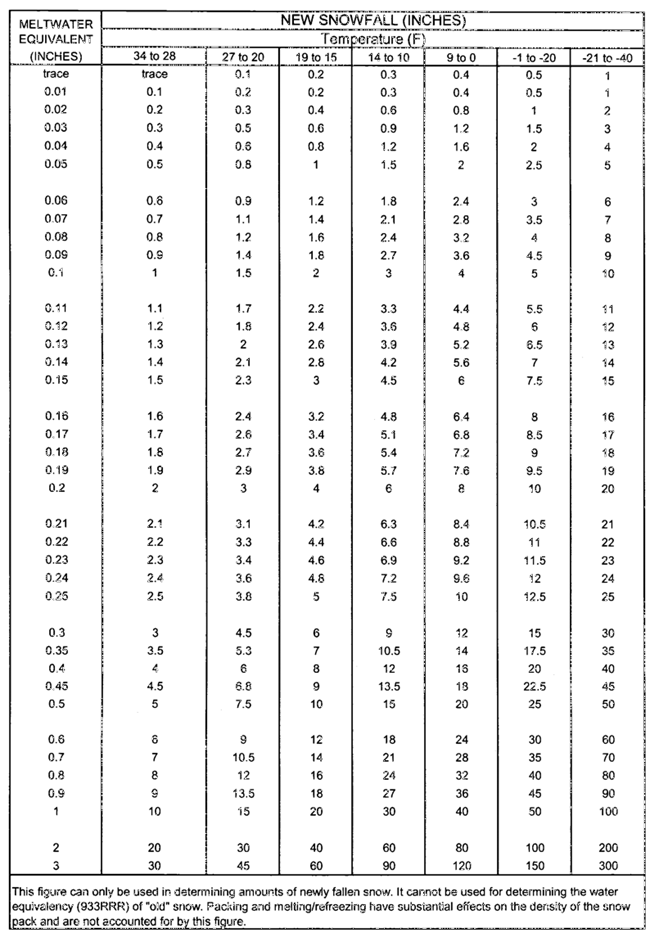 MELTWATER EQUIVALENT (INCHES) NEW SNOWFALL (INCHES)
Temperature (F)
34 to 28 27 to 20 19 to 15 14 to 10 9 to 0 -1 to -20 -21 to -40
trace trace 0.1 0.2 0.3 0.4 0.5 1
0.01 0.1 0.2 0.2 0.3 0.4 0.5 1
0.02 0.2 0.3 0.4 0.6 0.8 1 2
0.03 0.3 0.5 0.6 0.9 1.2 1.5 3
0.04 0.4 0.6 0.8 1.2 1.6 2 4
0.05 0.5 0.8 1 1.5 2 2.5 5
0.06 0.6 0.9 1.2 1.8 2.4 3 6
0.07 0.7 1.1 1.4 2.1 2.8 3.5 7
0.08 0.8 1.2 1.6 2.4 3.2 4 8
0.09 0.9 1.4 1.8 2.7 3.6 4.5 9
0.1 1 1.5 2 3 4 5 10
0.11 1.1 1.7 2.2 3.3 4.4 5.5 11
0.12 1.2 1.8 2.4 3.6 4.8 6 12
0.13 1.3 2 2.6 3.9 5.2 6.5 13
0.14 1.4 2.1 2.8 4.2 5.6 7 14
0.15 1.5 2.3 3 4.5 6 7.5 15
0.16 1.6 2.4 3.2 4.8 6.4 8 16
0.17 1.7 2.6 3.4 5.1 6.8 8.5 17
0.18 1.8 2.7 3.6 5.4 7.2 9 18
0.19 1.9 2.9 3.8 5.7 7.6 9.5 19
0.2 2 3 4 6 8 10 20
0.21 2.1 3.1 4.2 6.3 8.4 10.5 21
0.22 2.2 3.3 4.4 6.6 8.8 11 22
0.23 2.3 3.4 4.6 6.9 9.2 11.5 23
0.24 2.4 3.6 4.8 7.2 9.6 12 24
0.25 2.5 3.8 5 7.5 10 12.5 25
0.3 3 4.5 6 9 12 15 30
0.35 3.5 5.3 7 10.5 14 17.5 35
0.4 4 6 8 12 16 20 40
0.45 4.5 6.8 9 13.5 18 22.5 45
0.5 5 7.5 10 15 20 25 50
0.6 6 9 12 18 24 30 60
0.7 7 10.5 14 21 28 35 70
0.8 8 12 16 24 32 40 80
0.9 9 13.5 18 27 36 45 90
1 10 15 20 30 40 50 100
2 20 30 40 60 80 100 200
3 30 45 60 90 120 150 300
This figure can only be used in determining amounts of newly fallen snow. It cannot be used for determining the water
equivalency (933RRR) of "old" snow. Packing and melting/refreezing have substantial effects on the density of the snow
pack and are not accounted for by this figure.